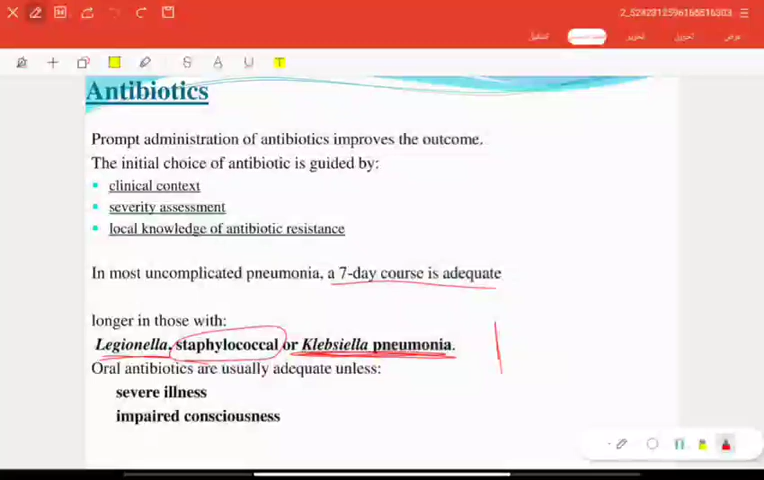 2_5242312596165516303
Antibiotics
Prompt administration of antibiotics improves the outcome.
The initial choice of antibiotic is guided by:
clinical context
severity assessment
local knowledge of antibiotic resistance
In most uncomplicated pneumonia, a 7-day course is adequate
longer in those with:
Legionella, staphylococcal or Klebsiella pneumonia.
Oral antibiotics are usually adequate unless:
severe illness
impaired consciousness